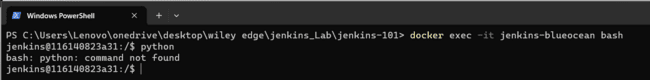 Windows PowerShell
PS C:\Users\Lenovo\onedrive\desktop\wiley edge\jenkins_Lab\jenkins-101> docker exec -it jenkins-blueocean bash
jenkins@116140823a31:/$ python
bash: python: command not found
jenkins@116140823a31:/$